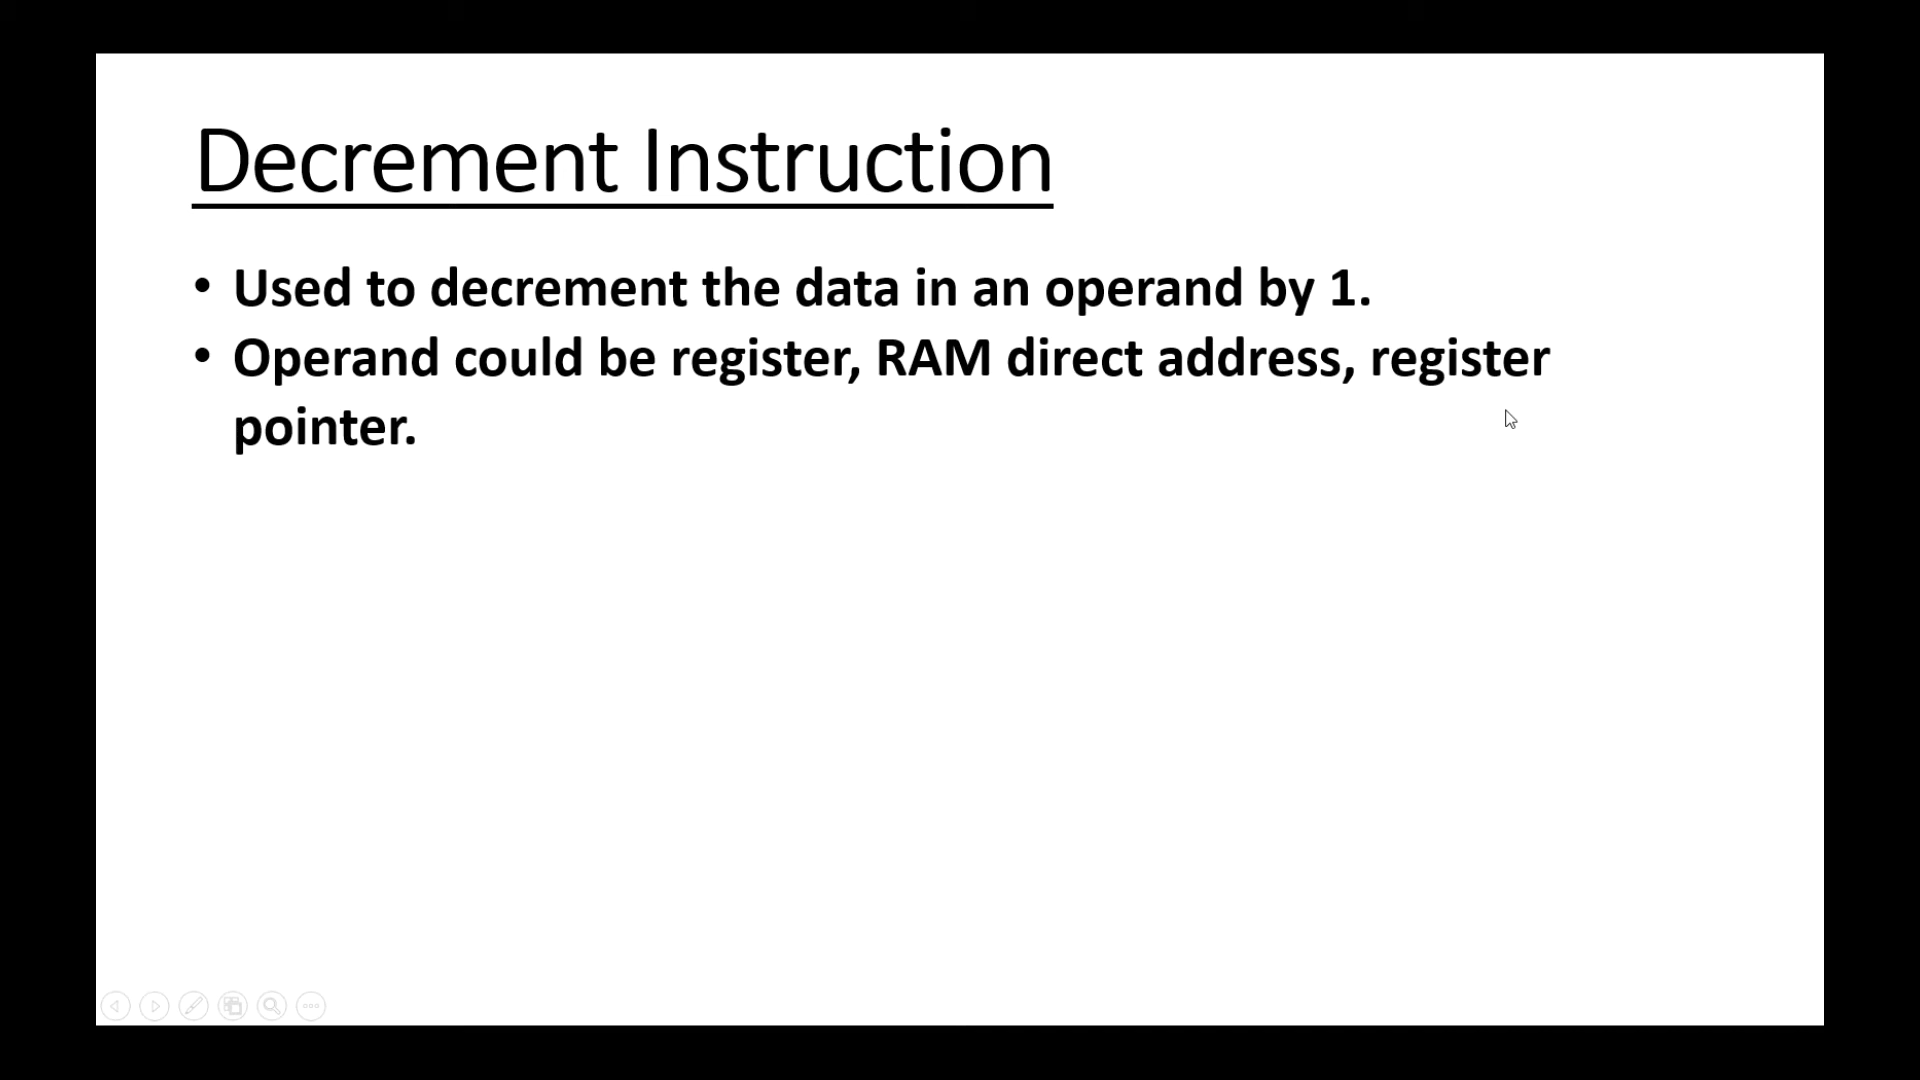 Decrement Instruction
• Used to decrement the data in an operand by 1.
• Operand could be register, RAM direct address, register
pointer.